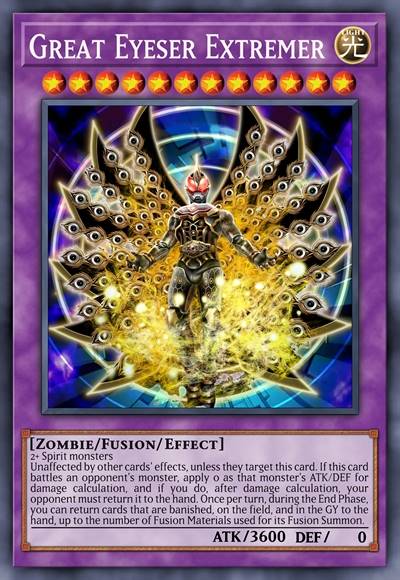 GREAT EYESER EXTREMER
LIGHT
光
[ZOMBIE/FUSION/EFFECT]
2+ Spirit monsters
Unaffected by other cards' effects, unless they target this card. If this card
battles an opponent's monster, apply 0 as that monster's ATK/DEF for
damage calculation, and if you do, after damage calculation, your
opponent must return it to the hand. Once per turn, during the End Phase,
you can return cards that are banished, on the field, and in the GY to the
hand, up to the number of Fusion Materials used for its Fusion Summon.
ATK/3600 DEF/ 0